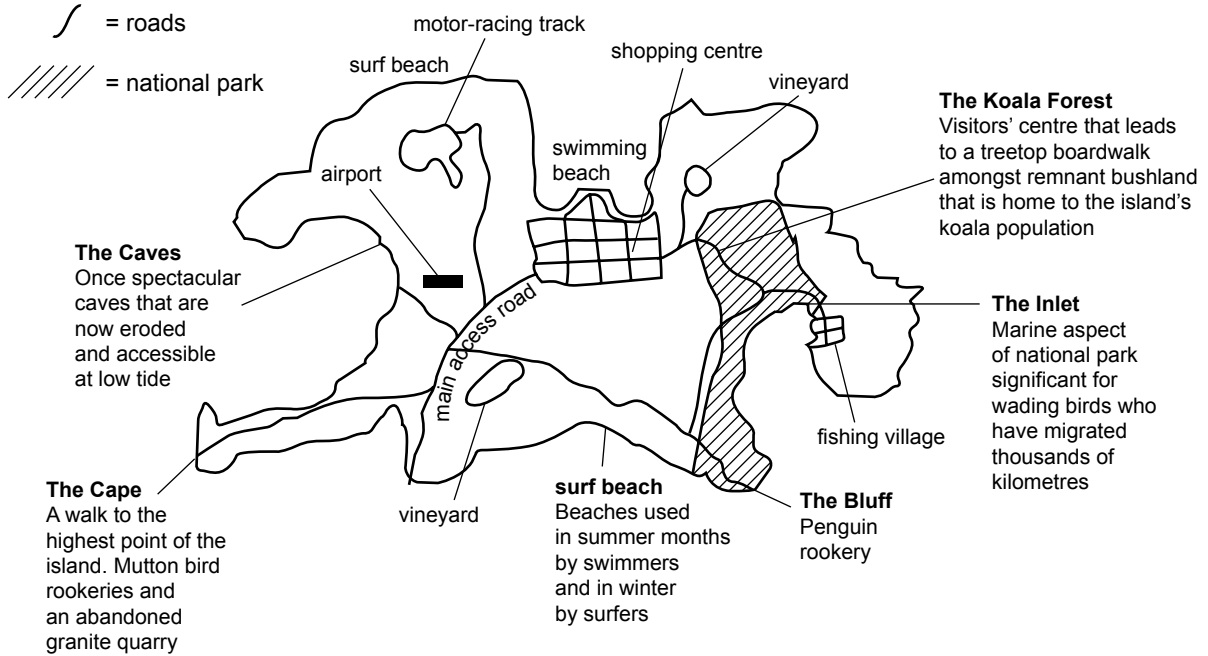 = roads
= national park
motor-racing track
surf beach
shopping centre
vineyard
airport
swimming
beach
The Koala Forest
Visitors’ centre that leads
to a treetop boardwalk
amongst remnant bushland
that is home to the island’s
koala population
The Caves
Once spectacular
caves that are
now eroded
and accessible
at low tide
main access road
The Inlet
Marine aspect
of national park
significant for
wading birds who
have migrated
thousands of
kilometres
fishing village
The Cape
A walk to the
highest point of the
island. Mutton bird
rookeries and
an abandoned
granite quarry
vineyard
surf beach
Beaches used
in summer months
by swimmers
and in winter
by surfers
The Bluff
Penguin
rookery